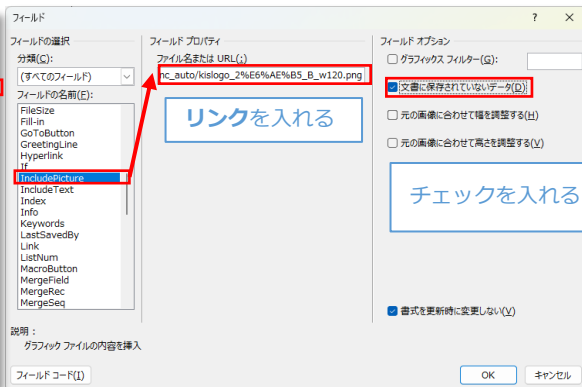 フィールド
? ×
フィールドの選択
分類(C):
(すべてのフィールド)
フィールドの名前(F):
FileSize
Fill-in
GoToButton
GreetingLine
Hyperlink
If
IncludePicture
IncludeText
Index
Info
Keywords
LastSavedBy
Link
ListNum
MacroButton
MergeField
MergeRec
MergeSeq
フィールド プロパティ
ファイル名または URL(:)
nc_auto/kislogo_2%E6%AE%B5_B_w120.png
リンクを入れる
フィールド オプション
グラフィックス フィルター(G):
文書に保存されていないデータ(D)
元の画像に合わせて幅を調整する(H)
元の画像に合わせて高さを調整する(V)
チェックを入れる
書式を更新時に変更しない(V)
説明：
グラフィック ファイルの内容を挿入
フィールド コード(I)
OK
キャンセル